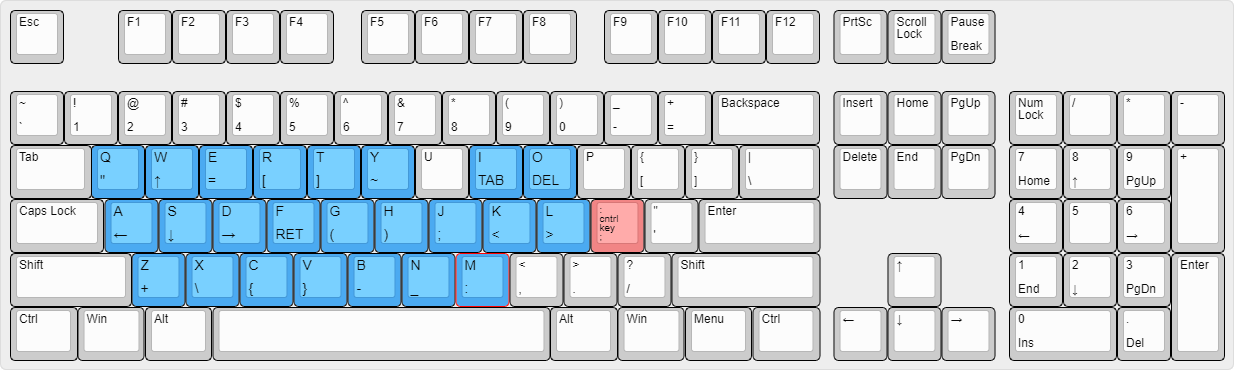 Esc F1 F2 F3 F4 F5 F6 F7 F8 F9 F10 F11 F12 PrtSc Scroll Lock Pause Break
~ ! @ # $ % ^ & * ( ) _ + Backspace Insert Home PgUp Num Lock / * -
` 1 2 3 4 5 6 7 8 9 0 - =
Tab Q W E R T Y U I O P { } | Delete End PgDn 7 8 9 +
" ↑ = [ ] ~ TAB DEL [ ] \ Home ↑ PgUp
Caps Lock A S D F G H J K L : cntrl key ; " Enter 4 5 6
← ↓ → RET ( ) ; < > ' ← →
Shift Z X C V B N M < > ? Shift ↑ 1 2 3 Enter
+ \ { } - _ : , . / End ↓ PgDn
Ctrl Win Alt Alt Win Menu Ctrl ← ↓ → 0 .
Ins Del